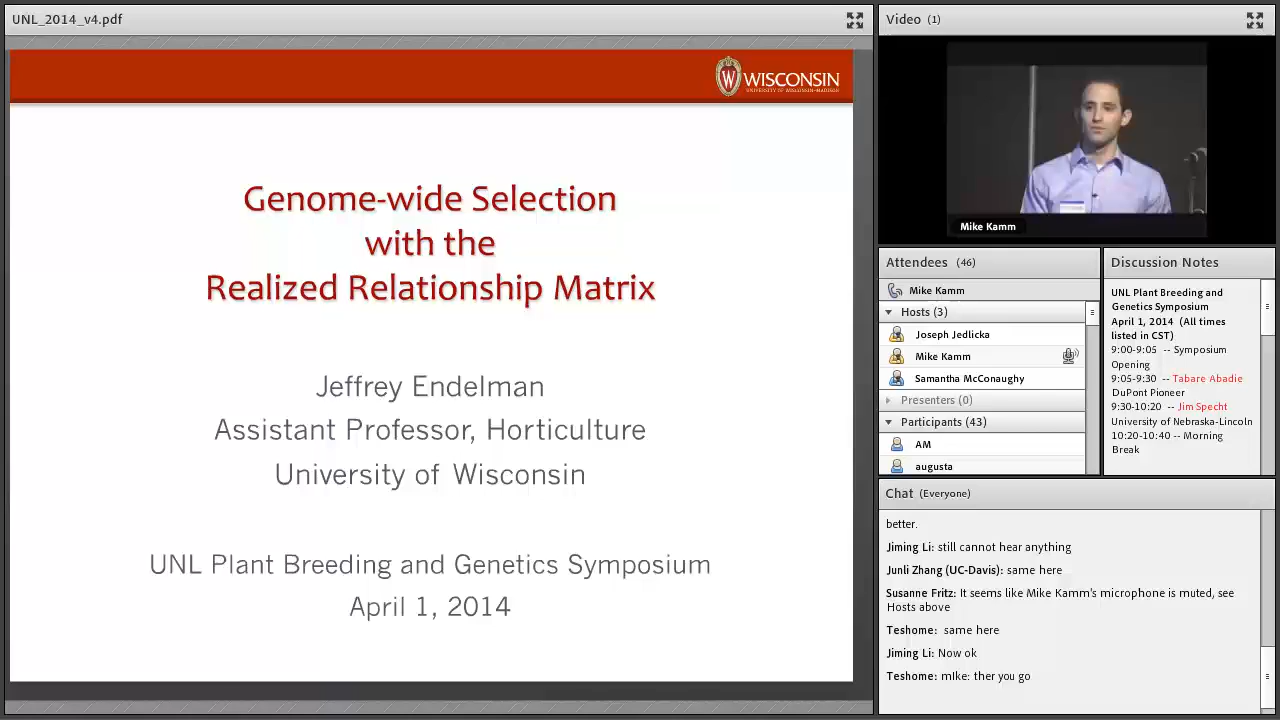 UNL_2014_v4.pdf
WISCONSIN
UNIVERSITY OF WISCONSIN-MADISON
Genome-wide Selection
with the
Realized Relationship Matrix
Jeffrey Endelman
Assistant Professor, Horticulture
University of Wisconsin
UNL Plant Breeding and Genetics Symposium
April 1, 2014
Video (1)
Mike Kamm
Attendees (46)
Mike Kamm
Hosts (3)
Joseph Jedlicka
Mike Kamm
Samantha McConaughy
Presenters (0)
Participants (43)
AM
augusta
Discussion Notes
UNL Plant Breeding and
Genetics Symposium
April 1, 2014 (All times
listed in CST)
9:00-9:05 -- Symposium
Opening
9:05-9:30 -- Tabare Abadie
DuPont Pioneer
9:30-10:20 -- Jim Specht
University of Nebraska-Lincoln
10:20-10:40 -- Morning
Break
Chat (Everyone)
better.
Jiming Li: still cannot hear anything
Junli Zhang (UC-Davis): same here
Susanne Fritz: It seems like Mike Kamm's microphone is muted, see
Hosts above
Teshome: same here
Jiming Li: Now ok
Teshome: mIke: ther you go